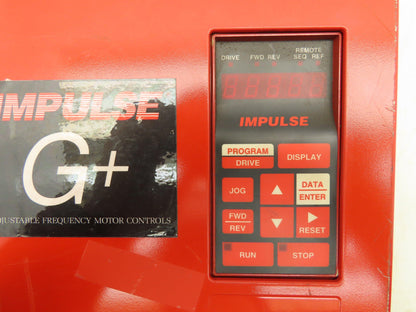 IMPULSE
G+
DJUSTABLE FREQUENCY MOTOR CONTROLS
REMOTE
DRIVE FWD REV SEQ REF
IMPULSE
PROGRAM
DRIVE
DISPLAY
JOG
DATA
ENTER
FWD
REV
RESET
RUN
STOP